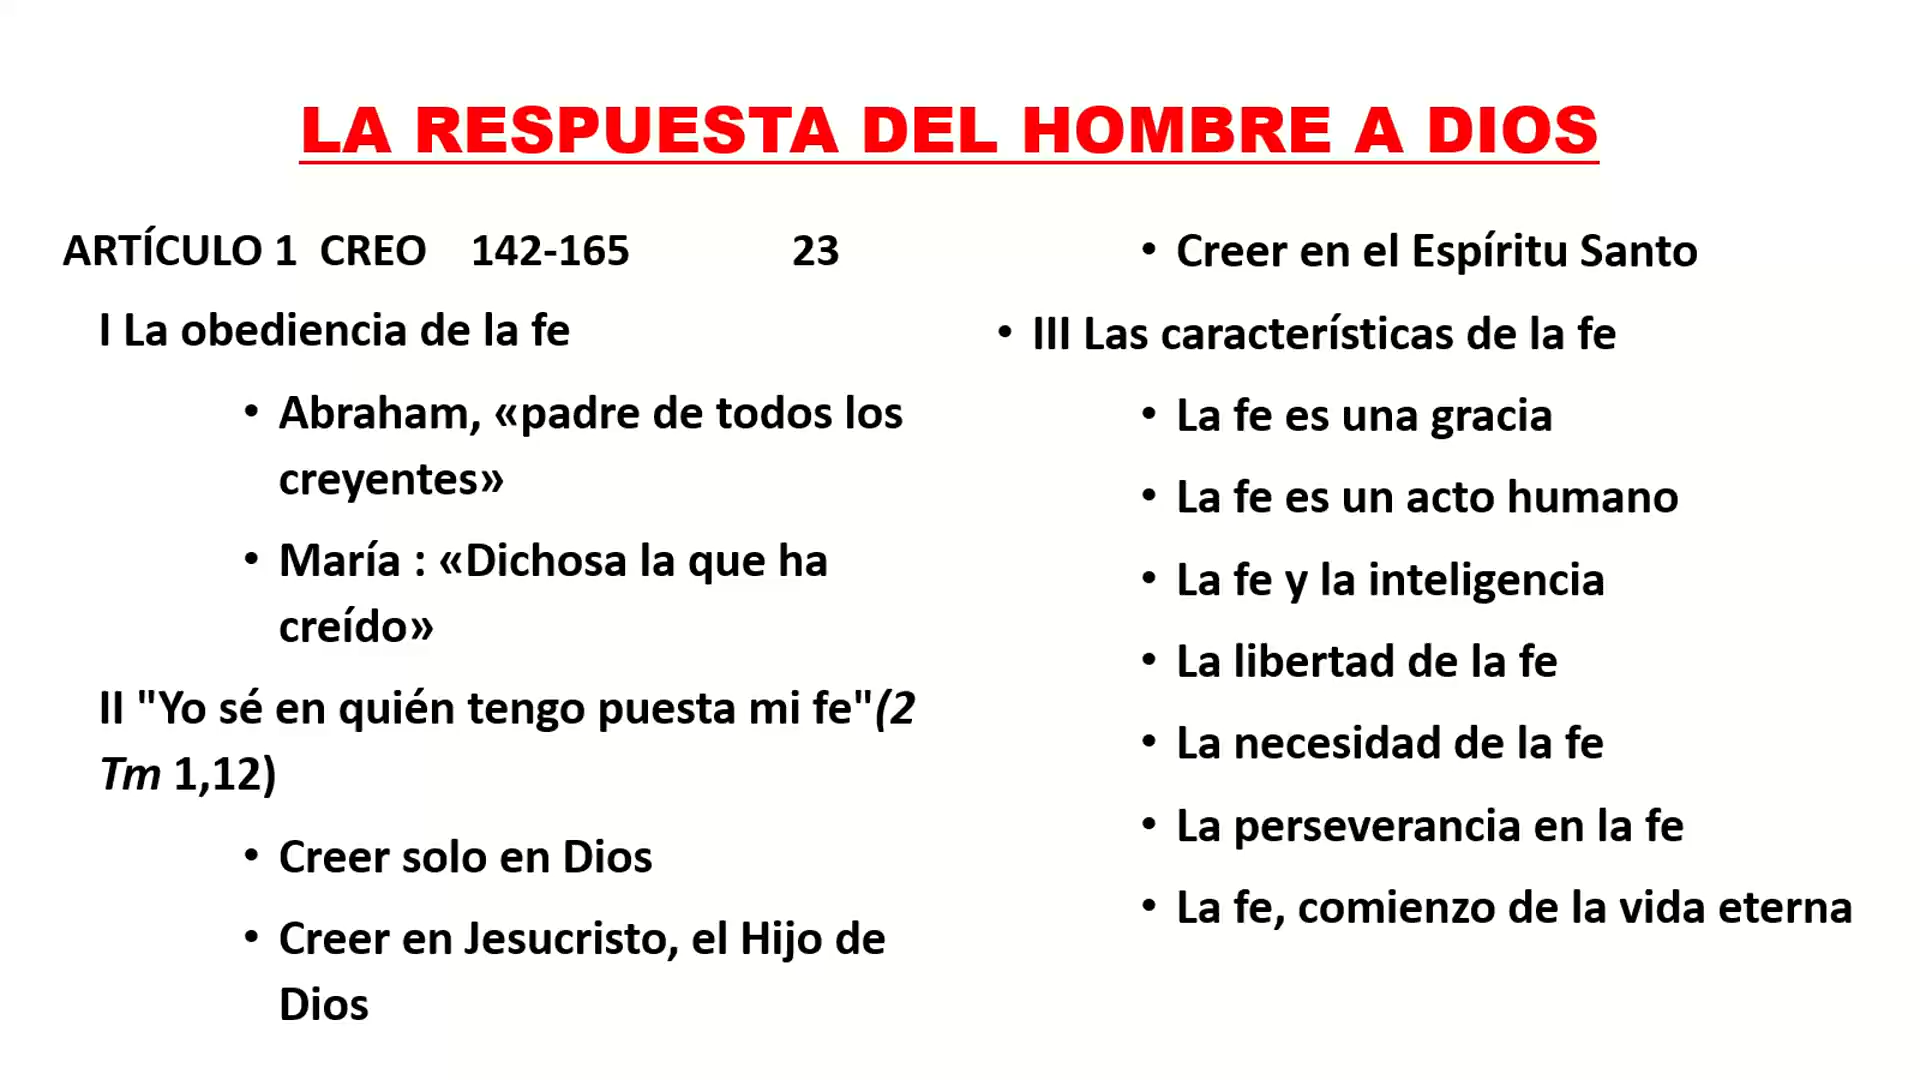 LA RESPUESTA DEL HOMBRE A DIOS
ARTÍCULO 1 CREO 142-165 23
I La obediencia de la fe
• Abraham, «padre de todos los
creyentes»
• María : «Dichosa la que ha
creído»
II "Yo sé en quién tengo puesta mi fe"(2
Tm 1,12)
• Creer solo en Dios
• Creer en Jesucristo, el Hijo de
Dios
• Creer en el Espíritu Santo
• III Las características de la fe
• La fe es una gracia
• La fe es un acto humano
• La fe y la inteligencia
• La libertad de la fe
• La necesidad de la fe
• La perseverancia en la fe
• La fe, comienzo de la vida eterna